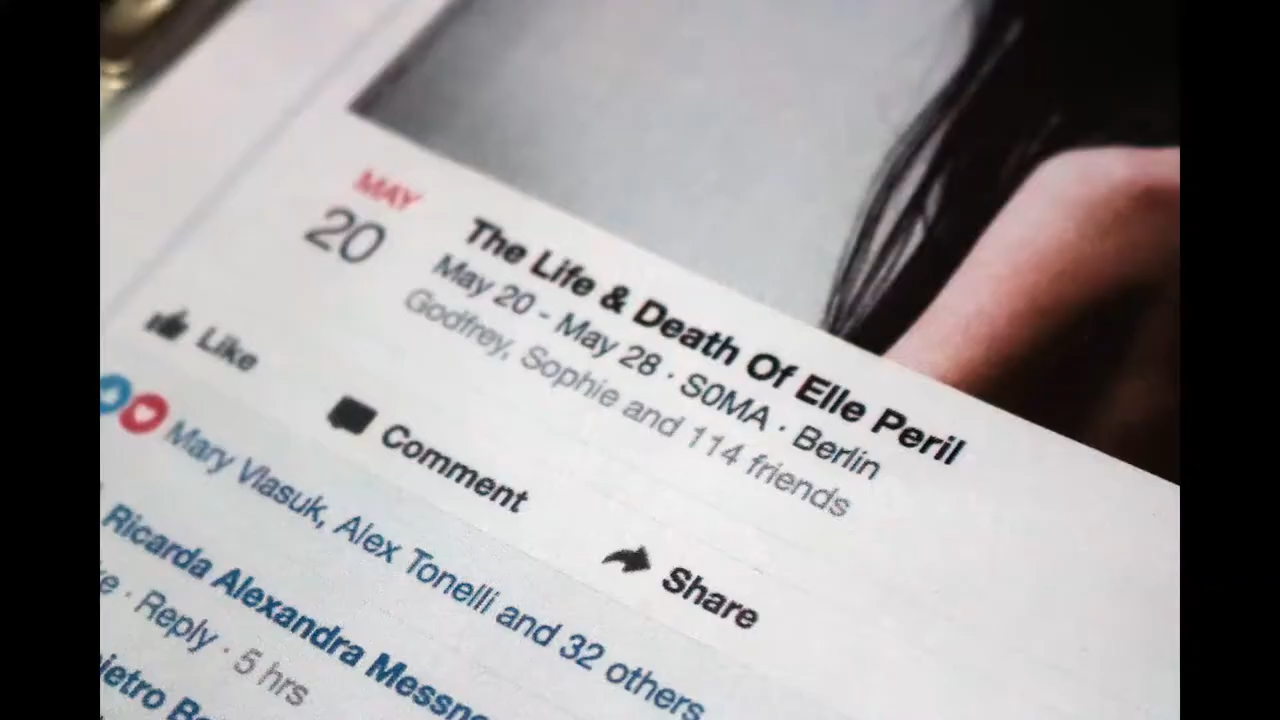 MAY
20
The Life & Death Of Elle Peril
May 20 - May 28 · S0MA · Berlin
Godfrey, Sophie and 114 friends
Like
Comment
Share
Mary Vlasuk, Alex Tonelli and 32 others
Ricarda Alexandra
· Reply · 5 hrs